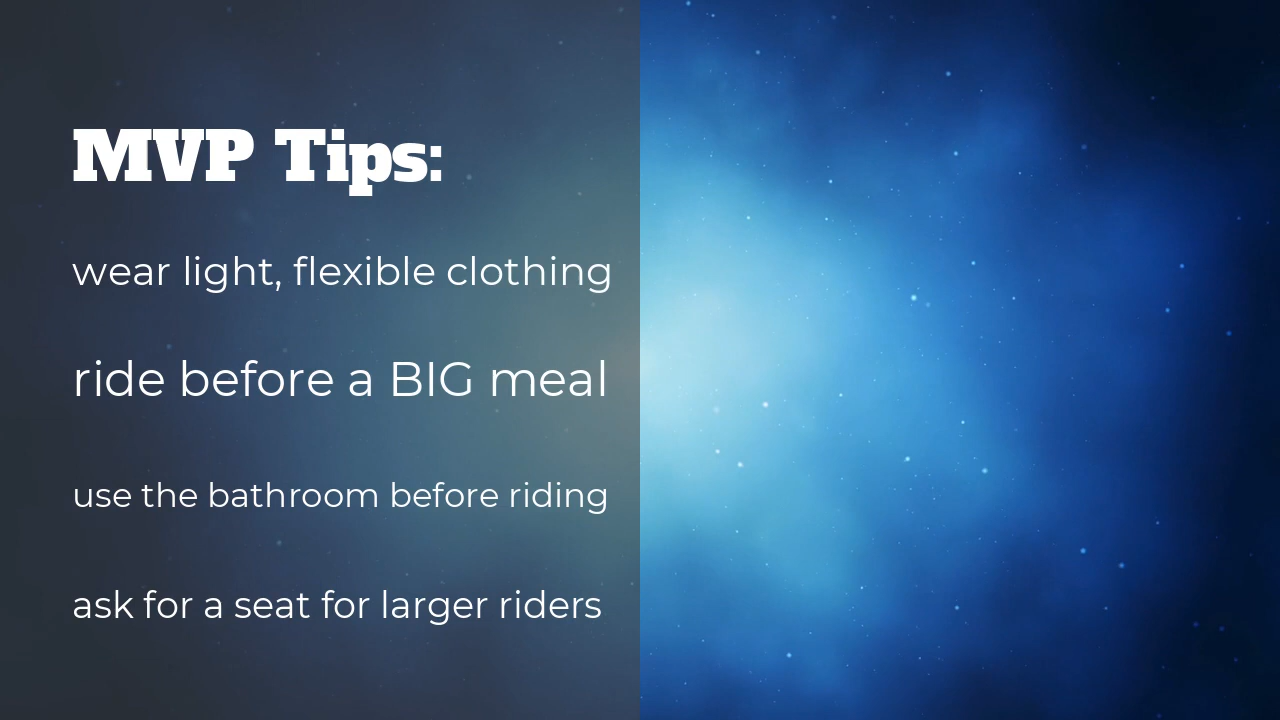 MVP Tips:
wear light, flexible clothing
ride before a BIG meal
use the bathroom before riding
ask for a seat for larger riders